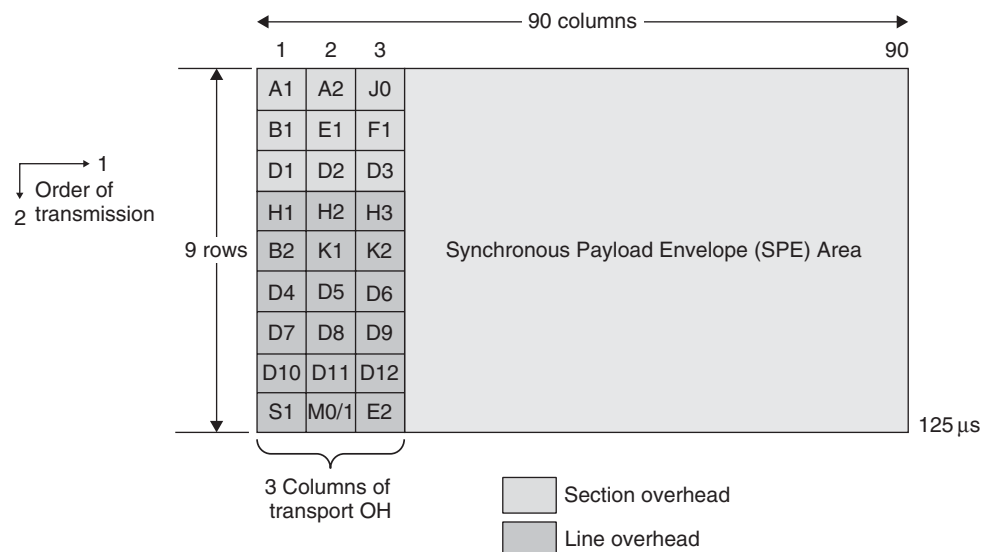 90 columns
1 2 3 90
A1 A2 J0
B1 E1 F1
D1 D2 D3
H1 H2 H3
B2 K1 K2
D4 D5 D6
D7 D8 D9
D10 D11 D12
S1 M0/1 E2
1
Order of
2 transmission
9 rows
Synchronous Payload Envelope (SPE) Area
125 µs
3 Columns of
transport OH
Section overhead
Line overhead